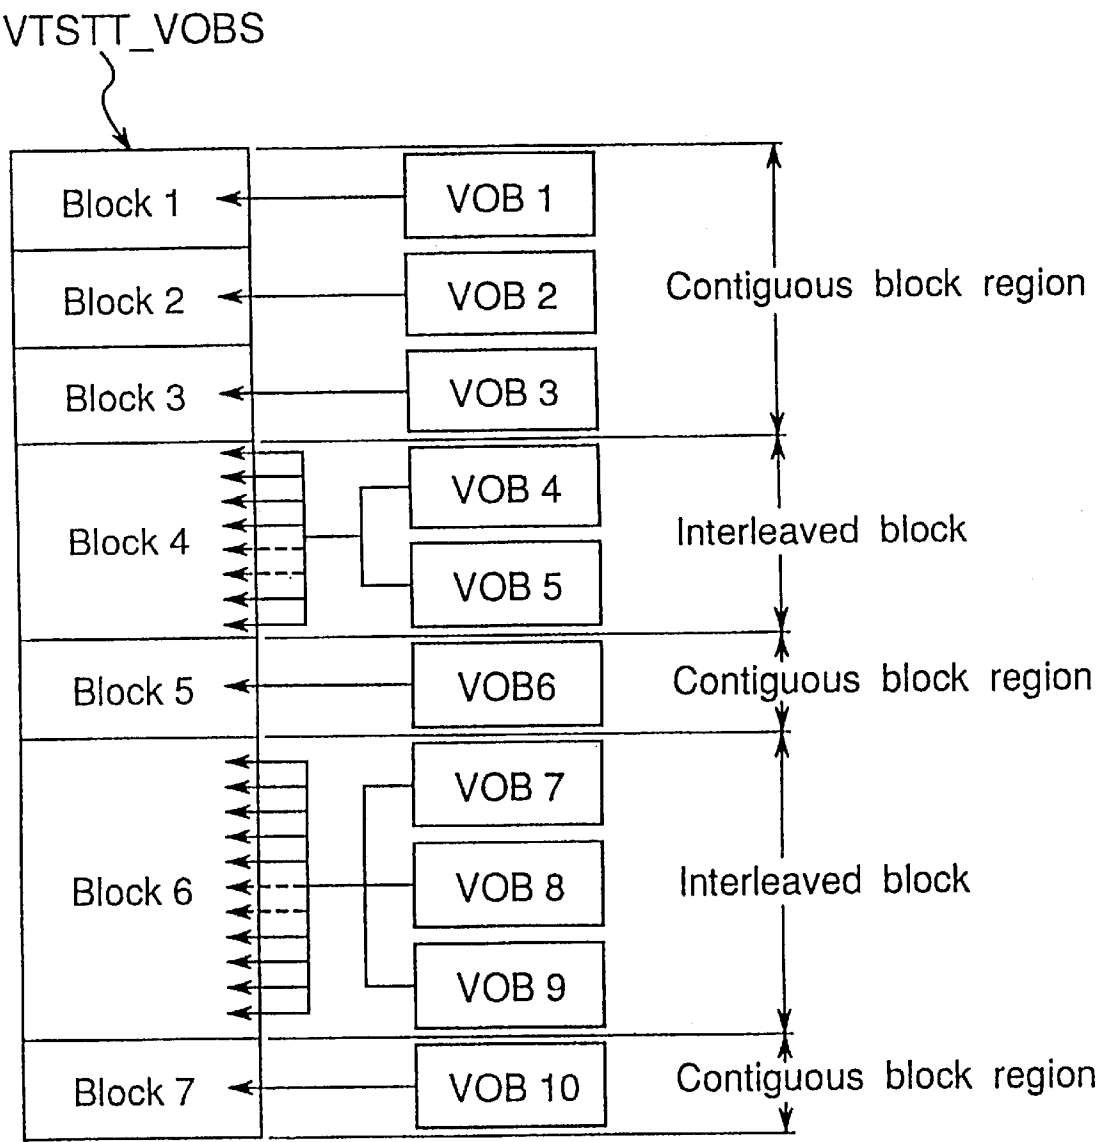 VTSTT_VOBS
Block 1
VOB 1
Block 2
VOB 2
Contiguous block region
Block 3
VOB 3
Block 4
VOB 4
Interleaved block
VOB 5
Block 5
VOB6
Contiguous block region
VOB 7
Block 6
VOB 8
Interleaved block
VOB 9
Block 7
VOB 10
Contiguous block region